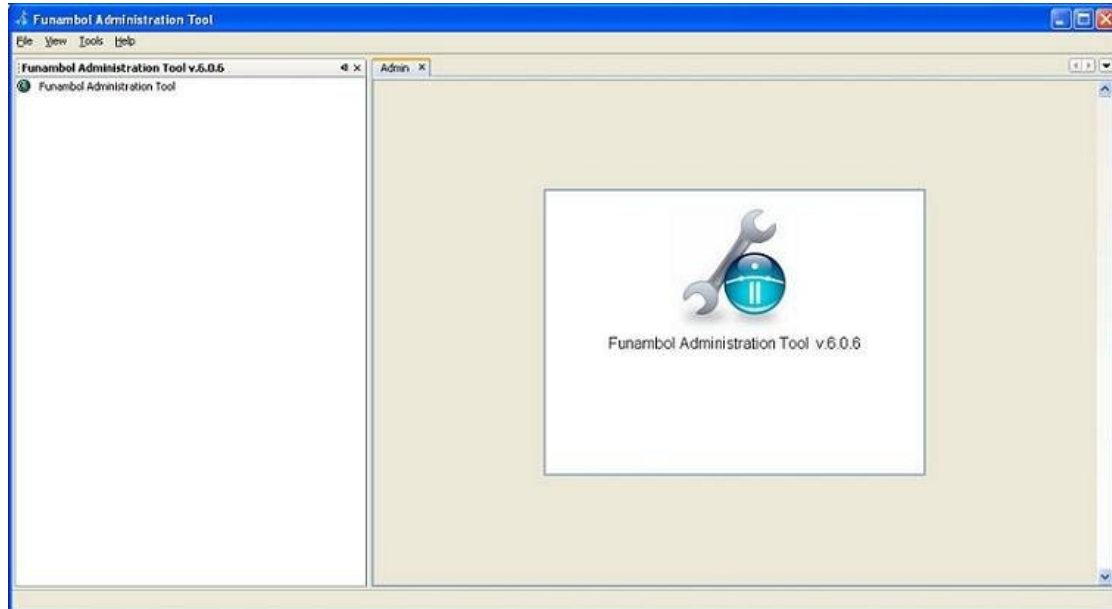 Funambol Administration Tool
File View Tools Help
Funambol Administration Tool v.6.0.6
Admin
Funambol Administration Tool
Funambol Administration Tool v.6.0.6